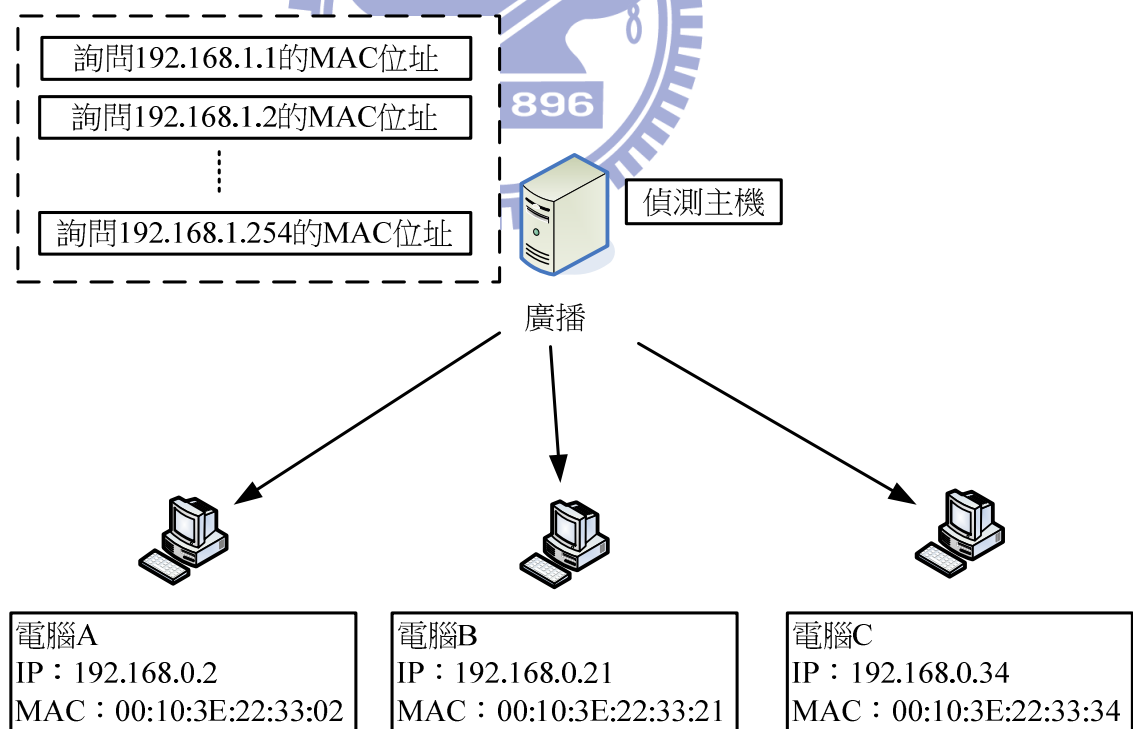 詢問192.168.1.1的MAC位址
詢問192.168.1.2的MAC位址
896
詢問192.168.1.254的MAC位址
偵測主機
廣播
電腦A
IP：192.168.0.2
MAC：00:10:3E:22:33:02
電腦B
IP：192.168.0.21
MAC：00:10:3E:22:33:21
電腦C
IP：192.168.0.34
MAC：00:10:3E:22:33:34